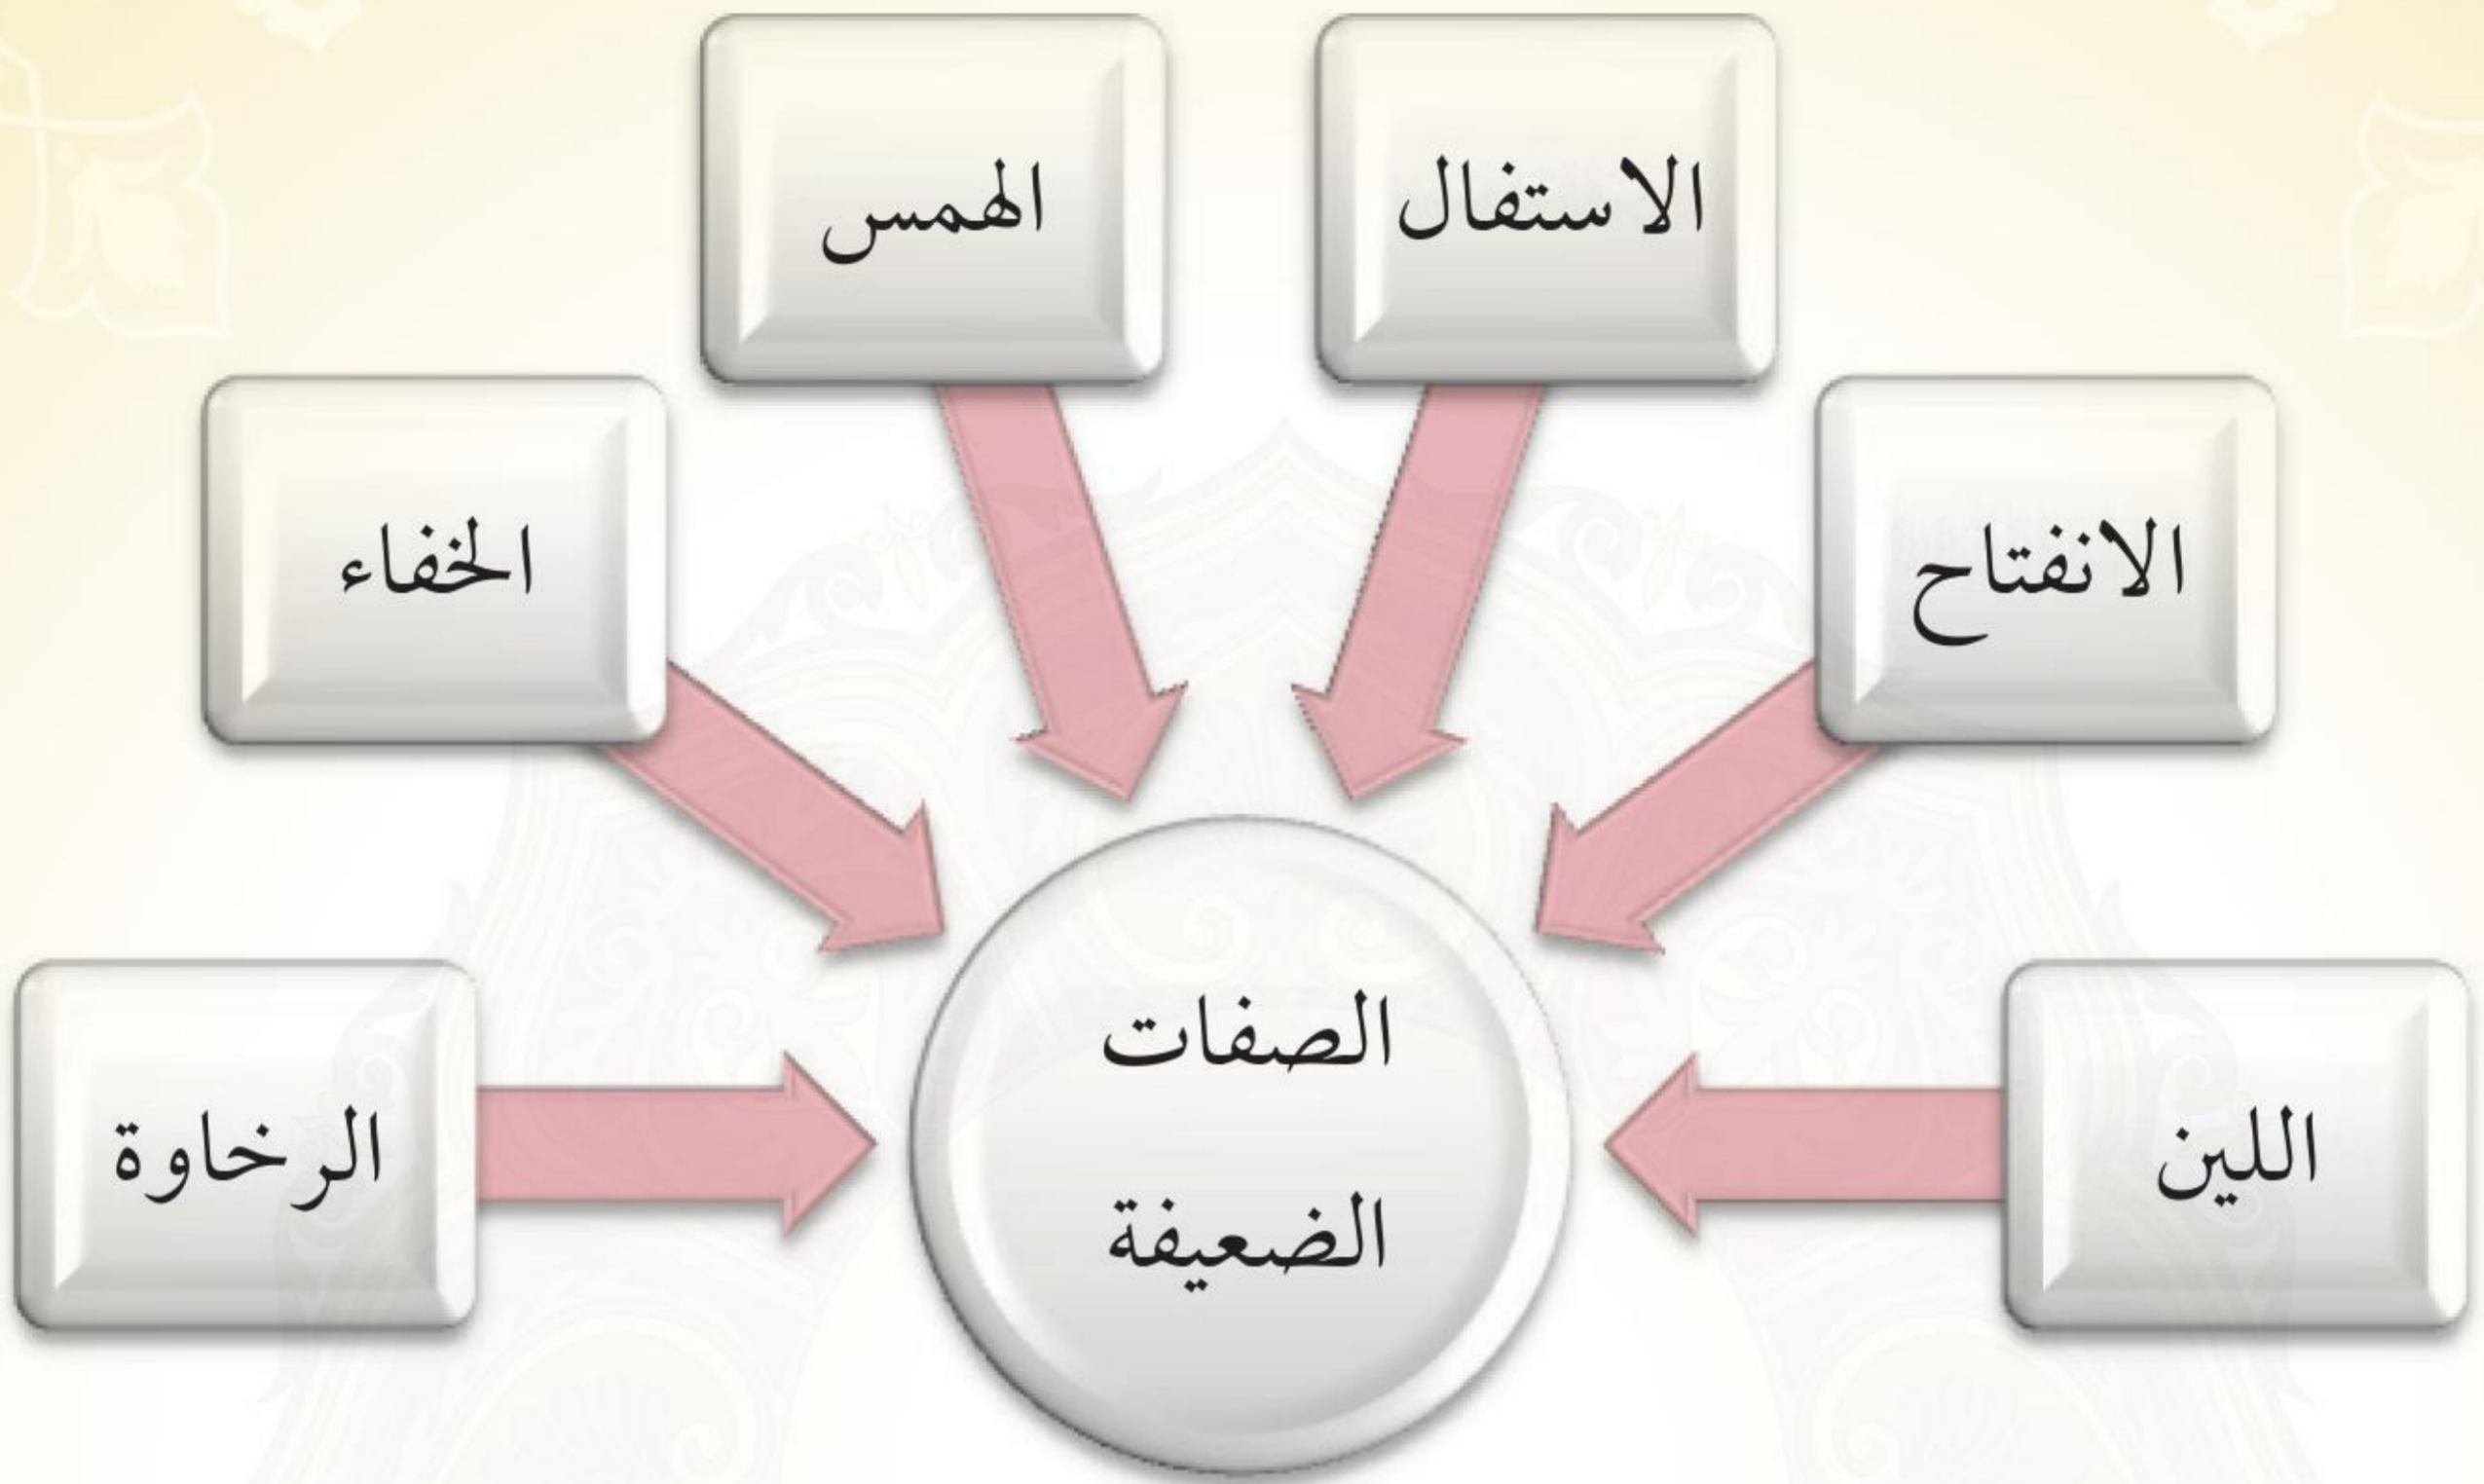 الاستفال
الهمس
الانفتاح
الخفاء
اللين
الرخاوة
الصفات
الضعيفة